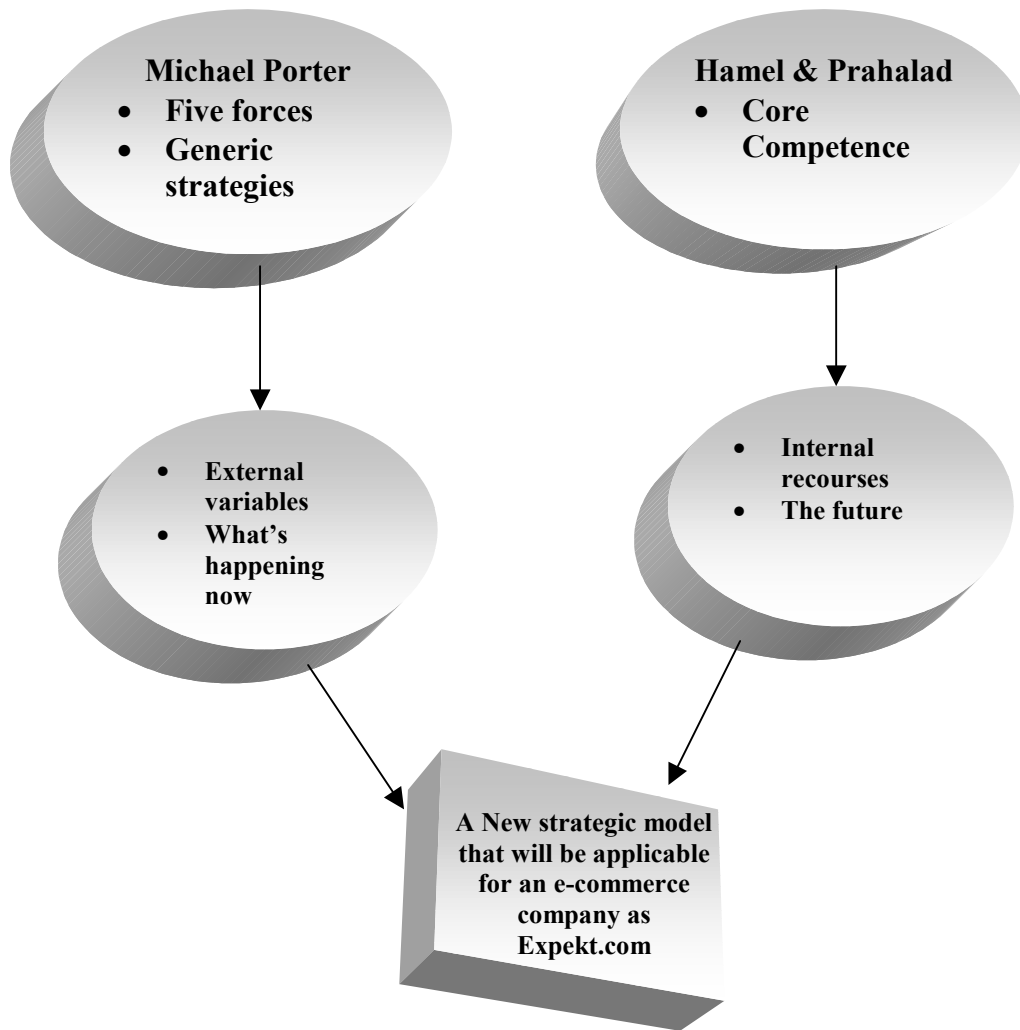 Michael Porter
• Five forces
• Generic
strategies
Hamel & Prahalad
• Core
Competence
• External
variables
• What’s
happening
now
• Internal
recourses
• The future
A New strategic model
that will be applicable
for an e-commerce
company as
Expekt.com